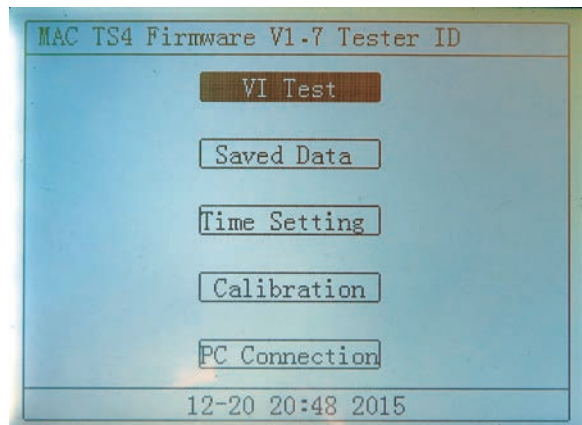 MAC TS4 Firmware V1.7 Tester ID
VI Test
Saved Data
Time Setting
Calibration
PC Connection
12-20 20:48 2015